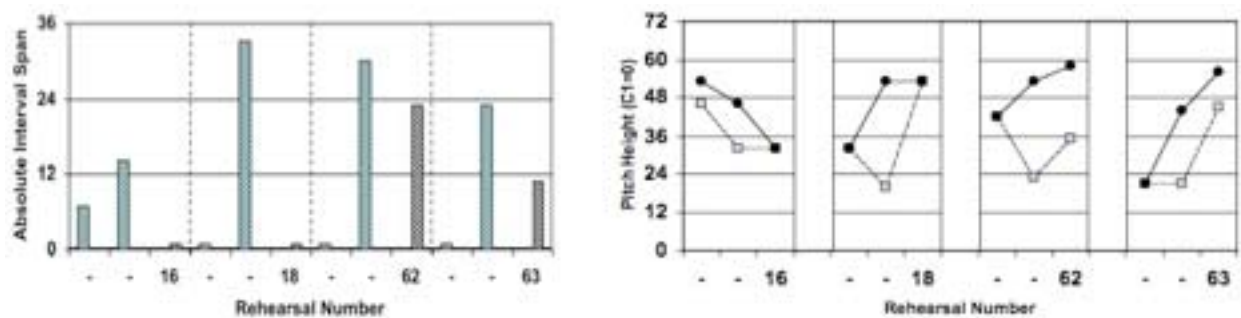 Absolute Interval Span
36
24
12
0
- - 16 - - 18 - - 62 - - 63
Rehearsal Number
Pitch Height (C1=0)
72
60
48
36
24
12
0
- - 16 - - 18 - - 62 - - 63
Rehearsal Number